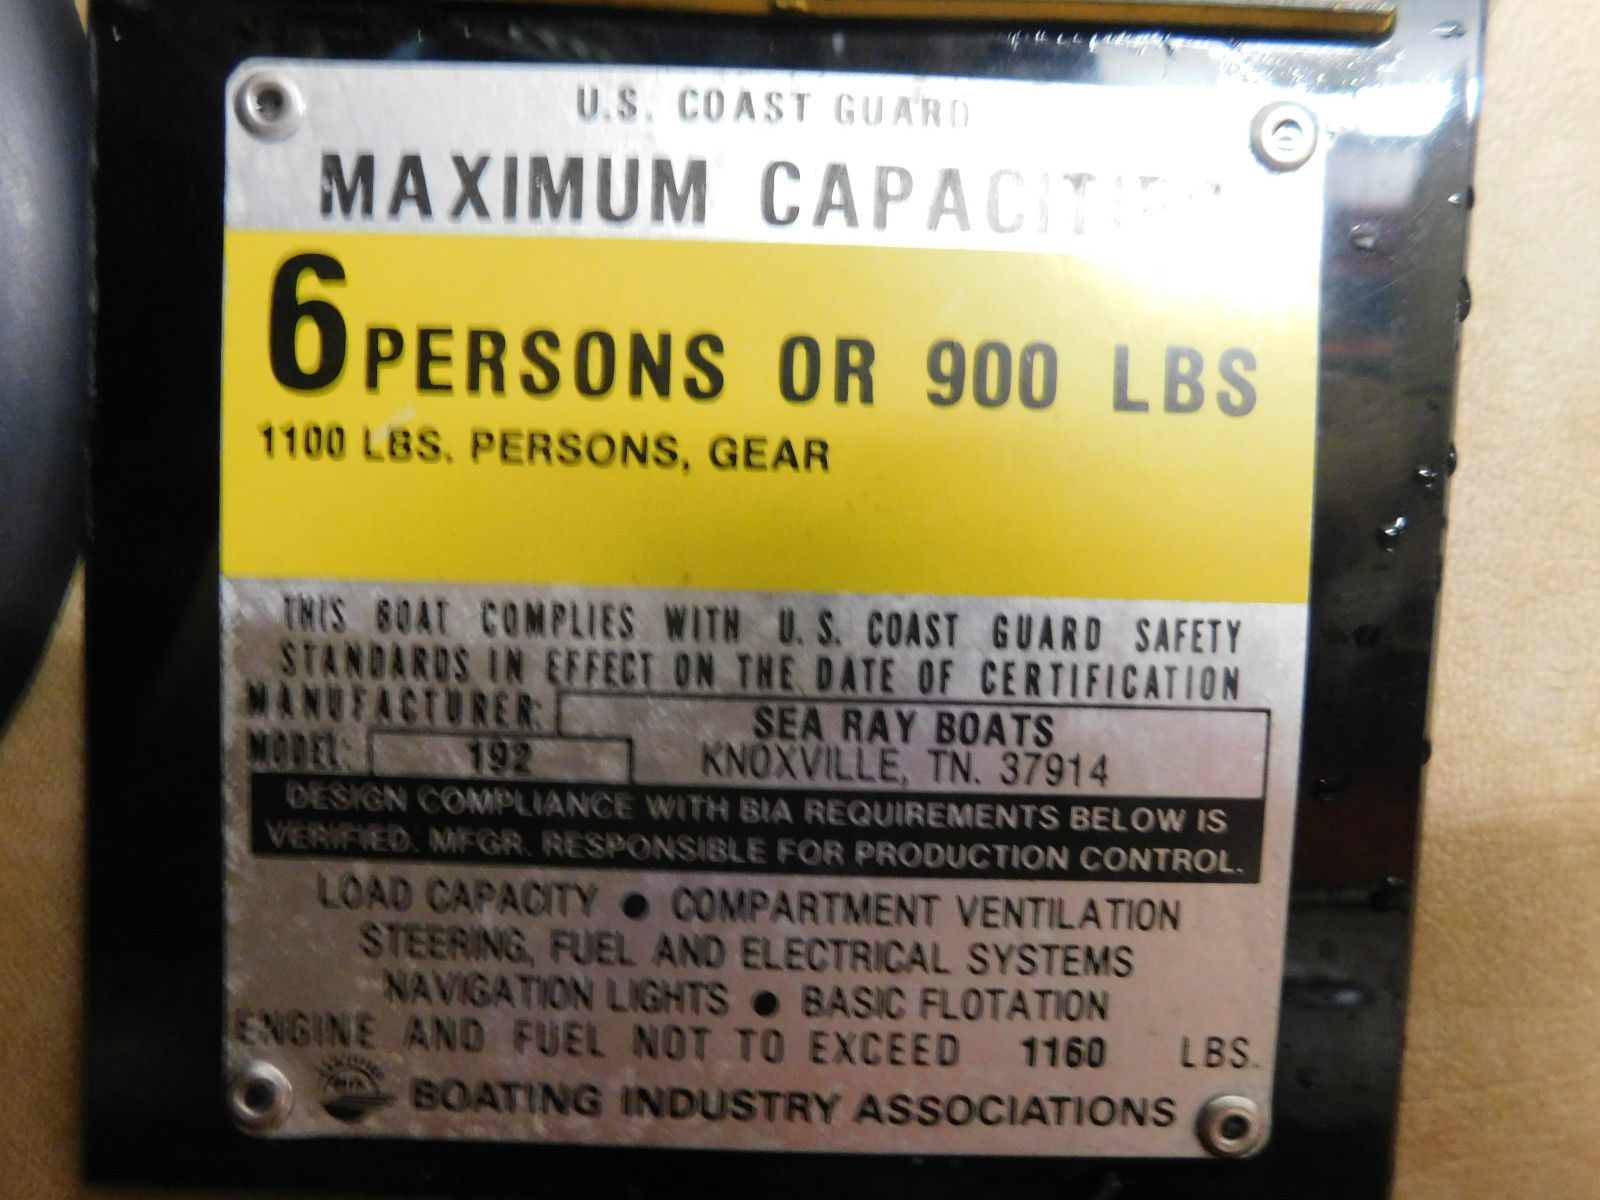 U.S. COAST GUARD
MAXIMUM CAPACITIES
6 PERSONS OR 900 LBS
1100 LBS. PERSONS, GEAR
THIS BOAT COMPLIES WITH U.S. COAST GUARD SAFETY
STANDARDS IN EFFECT ON THE DATE OF CERTIFICATION
MANUFACTURER: SEA RAY BOATS
MODEL: 192 KNOXVILLE, TN. 37914
DESIGN COMPLIANCE WITH BIA REQUIREMENTS BELOW IS
VERIFIED. MFGR. RESPONSIBLE FOR PRODUCTION CONTROL.
LOAD CAPACITY ● COMPARTMENT VENTILATION
STEERING, FUEL AND ELECTRICAL SYSTEMS
NAVIGATION LIGHTS ● BASIC FLOTATION
ENGINE AND FUEL NOT TO EXCEED 1160 LBS.
BOATING INDUSTRY ASSOCIATIONS